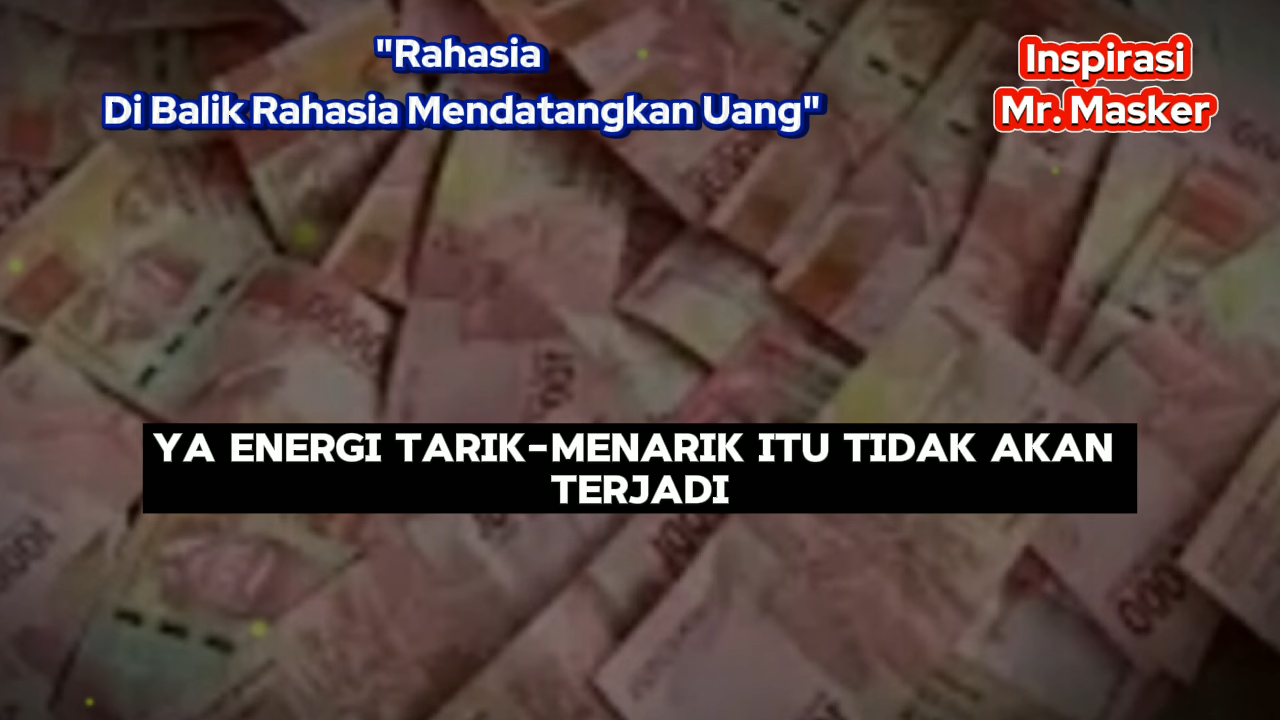 "Rahasia
Di Balik Rahasia Mendatangkan Uang"
Inspirasi
Mr. Masker
YA ENERGI TARIK-MENARIK ITU TIDAK AKAN
TERJADI